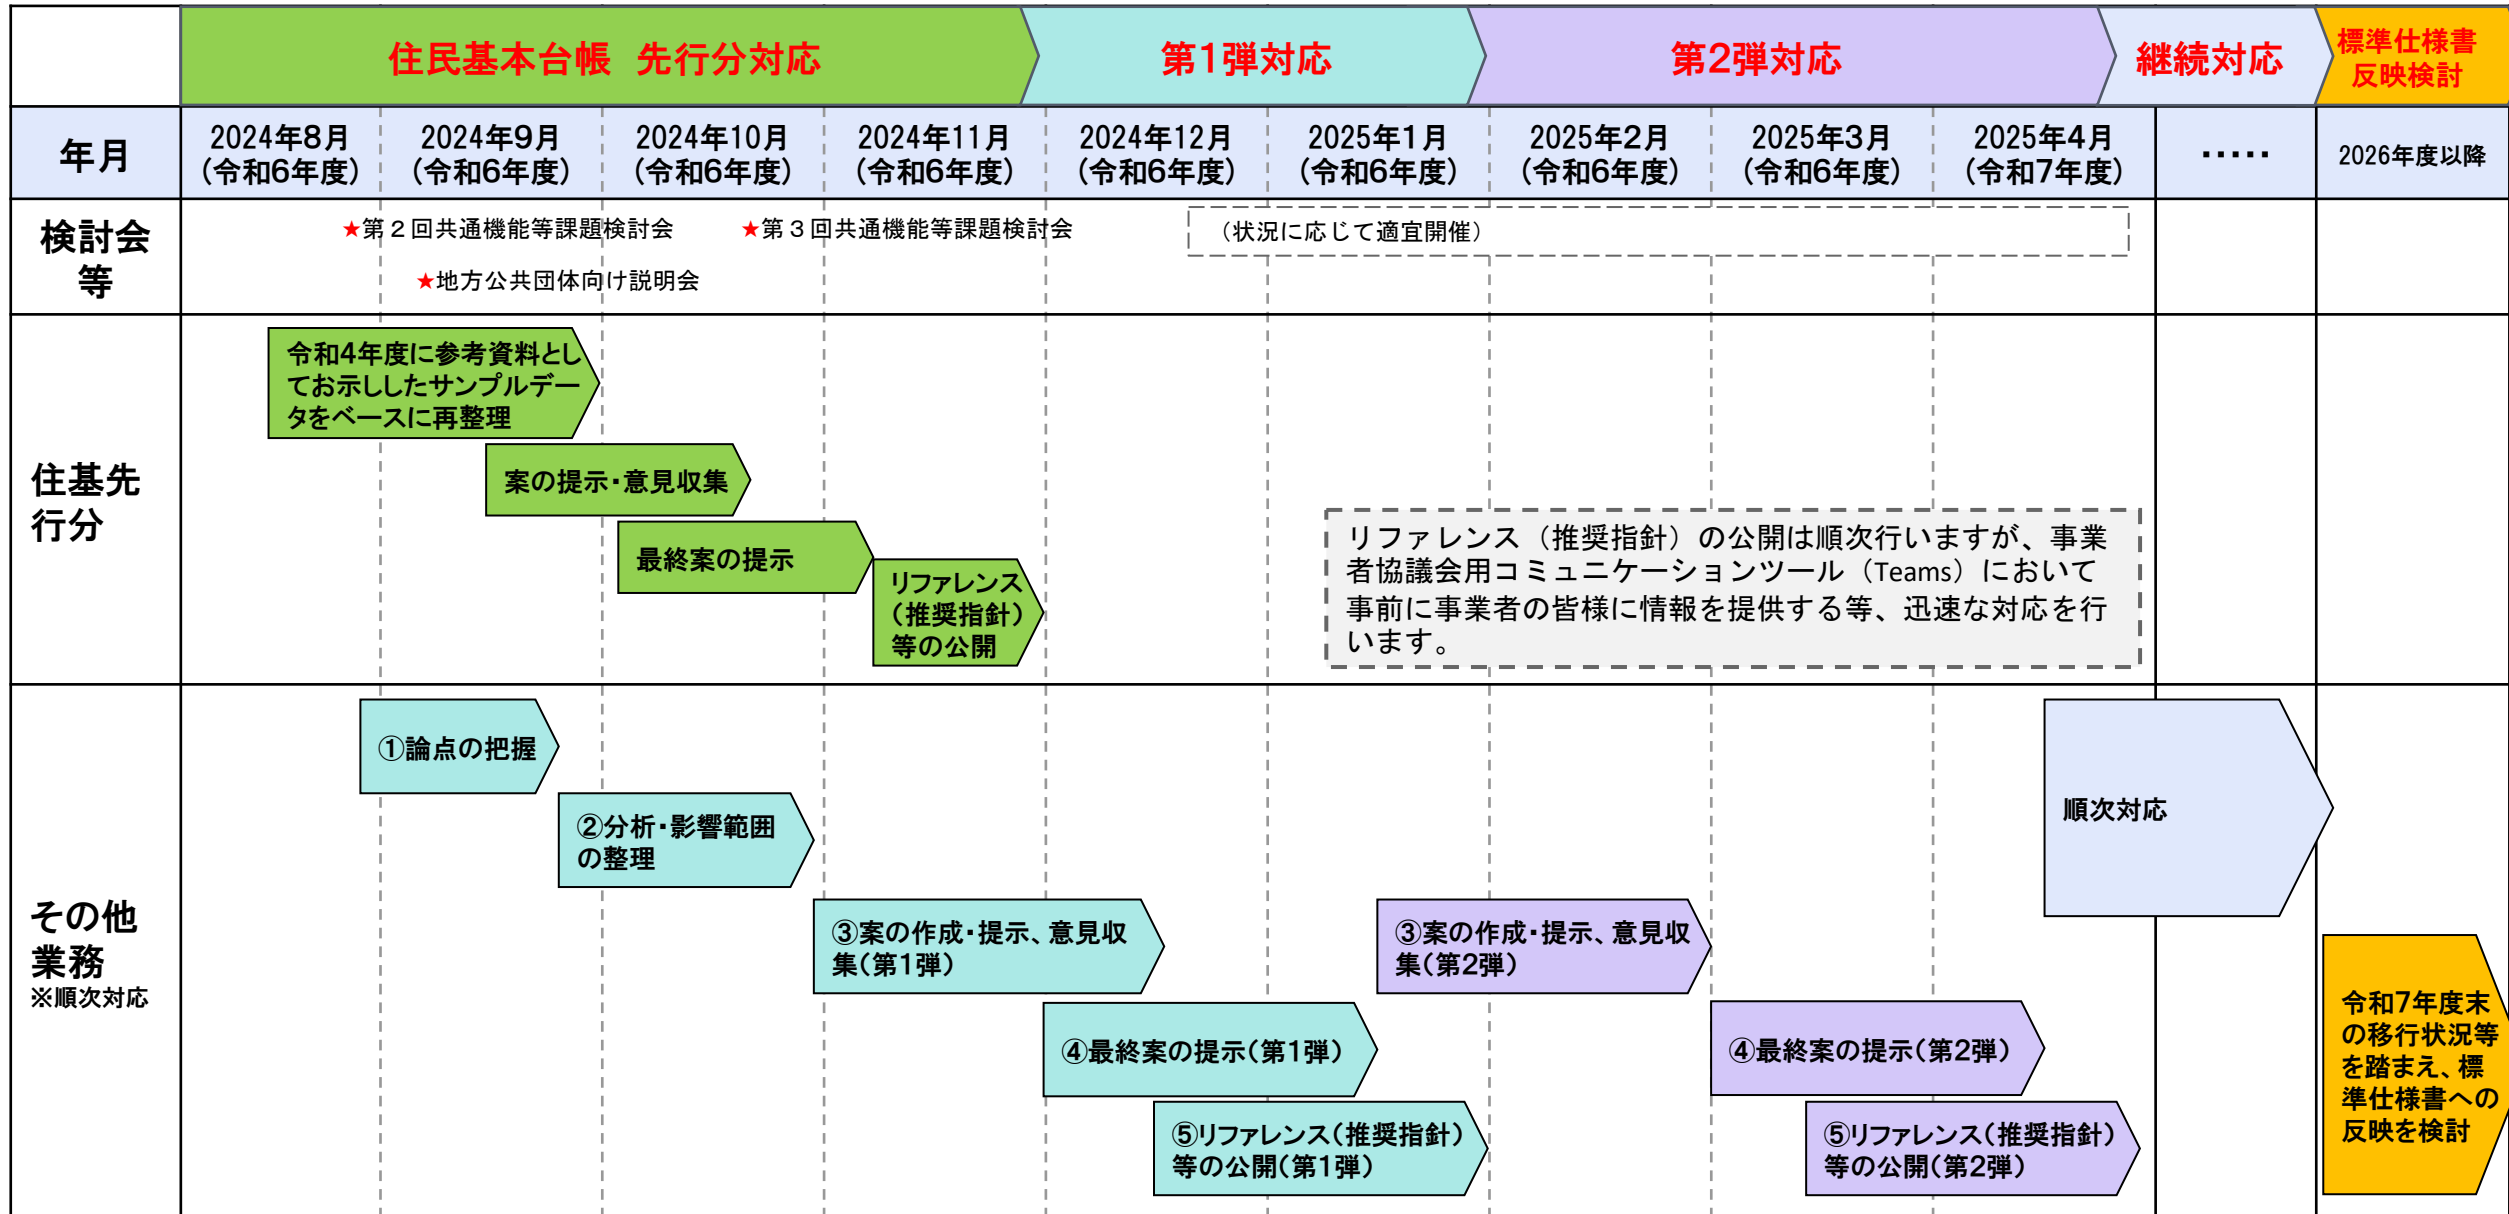 住民基本台帳 先行分対応
第1弾対応
第2弾対応
継続対応
標準仕様書
反映検討
年月
2024年8月
(令和6年度)
2024年9月
(令和6年度)
2024年10月
(令和6年度)
2024年11月
(令和6年度)
2024年12月
(令和6年度)
2025年1月
(令和6年度)
2025年2月
(令和6年度)
2025年3月
(令和6年度)
2025年4月
(令和7年度)
・・・・・
2026年度以降
検討会
等
★第２回共通機能等課題検討会
★第３回共通機能等課題検討会
（状況に応じて適宜開催）
★地方公共団体向け説明会
住基先
行分
令和4年度に参考資料とし
てお示ししたサンプルデー
タをベースに再整理
案の提示・意見収集
最終案の提示
リファレンス
（推奨指針）
等の公開
リファレンス（推奨指針）の公開は順次行いますが、事業
者協議会用コミュニケーションツール（Teams）において
事前に事業者の皆様に情報を提供する等、迅速な対応を行
います。
その他
業務
※順次対応
①論点の把握
②分析・影響範囲
の整理
③案の作成・提示、意見収
集（第1弾）
④最終案の提示（第1弾）
⑤リファレンス（推奨指針）
等の公開（第1弾）
③案の作成・提示、意見収
集（第2弾）
④最終案の提示（第2弾）
⑤リファレンス（推奨指針）
等の公開（第2弾）
順次対応
令和7年度末
の移行状況等
を踏まえ、標
準仕様書への
反映を検討